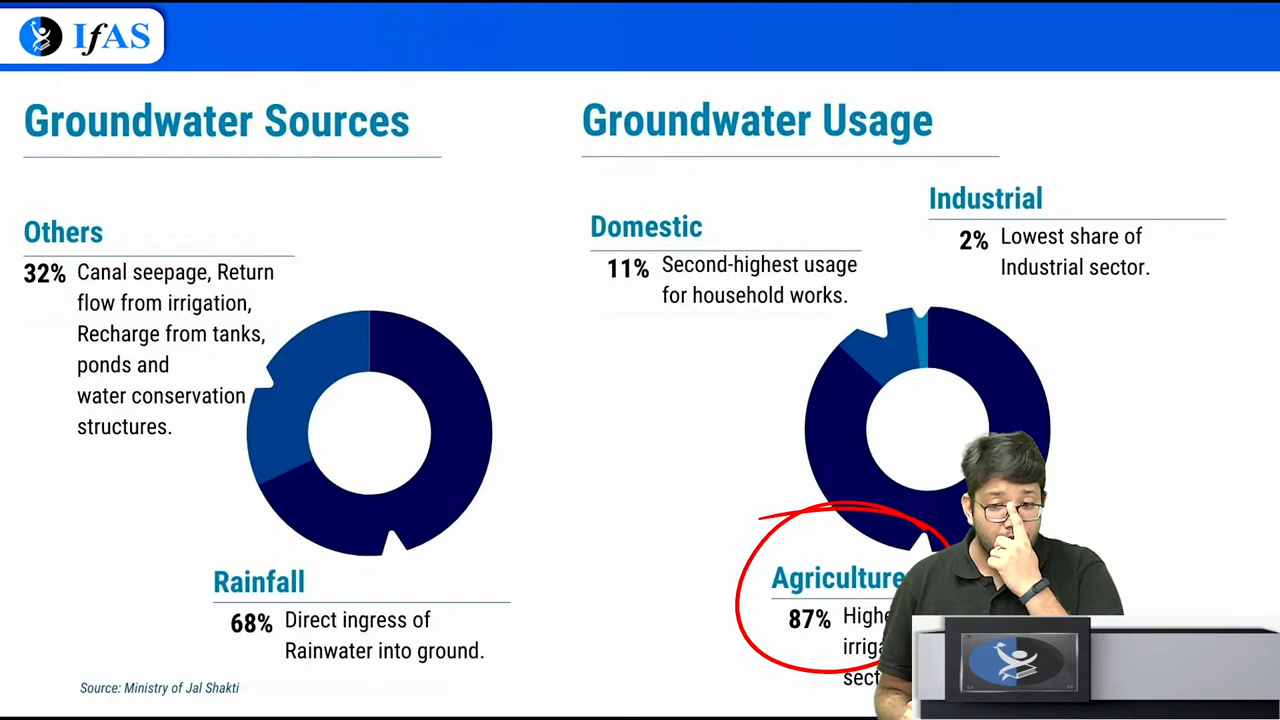 IfAS
Groundwater Sources
Others
32% Canal seepage, Return
flow from irrigation,
Recharge from tanks,
ponds and
water conservation
structures.
Rainfall
68% Direct ingress of
Rainwater into ground.
Source: Ministry of Jal Shakti
Groundwater Usage
Domestic
11% Second-highest usage
for household works.
Industrial
2% Lowest share of
Industrial sector.
Agriculture
87%